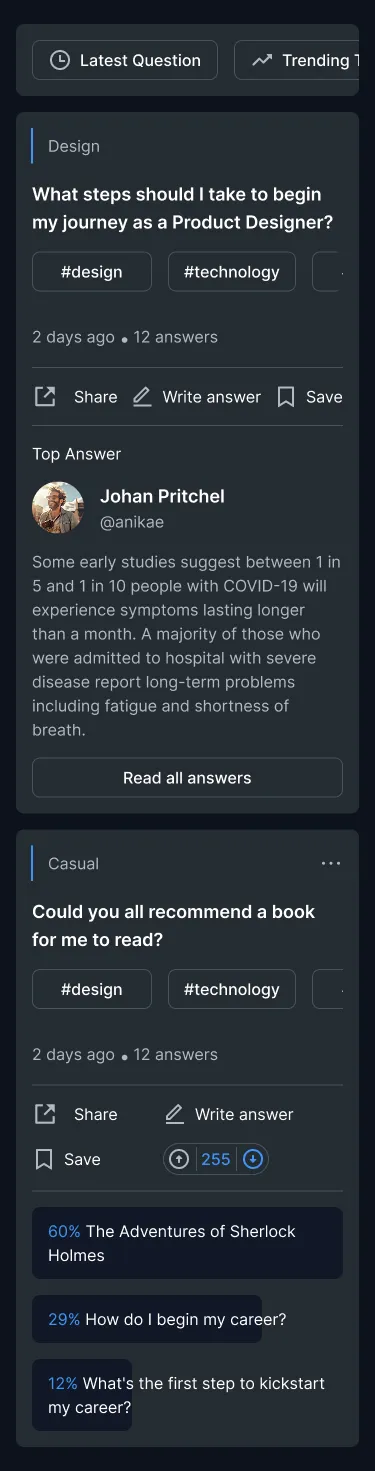 Latest Question Trending T
Design
What steps should I take to begin
my journey as a Product Designer?
#design #technology
2 days ago • 12 answers
Share Write answer Save
Top Answer
Johan Pritchel
@anikae
Some early studies suggest between 1 in
5 and 1 in 10 people with COVID-19 will
experience symptoms lasting longer
than a month. A majority of those who
were admitted to hospital with severe
disease report long-term problems
including fatigue and shortness of
breath.
Read all answers
Casual
Could you all recommend a book
for me to read?
#design #technology
2 days ago • 12 answers
Share Write answer
Save 255
60% The Adventures of Sherlock
Holmes
29% How do I begin my career?
12% What's the first step to kickstart
my career?